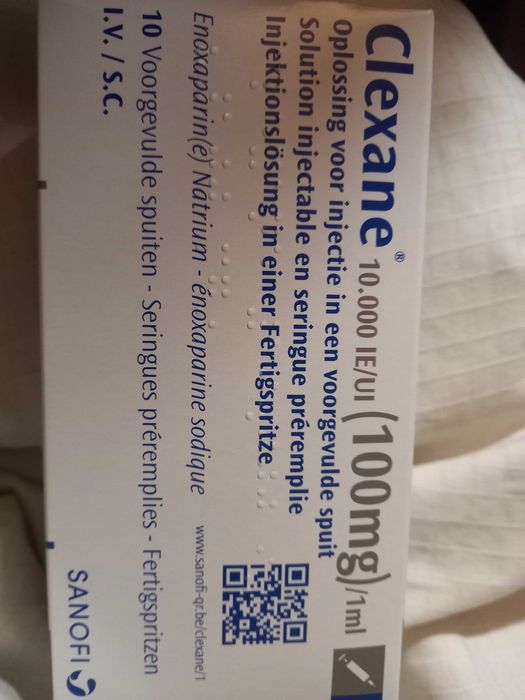 Clexane® 10.000 IE/UI (100mg)/1ml
Oplossing voor injectie in een voorgevulde spuit
Solution injectable en seringue préremplie
Injektionslösung in einer Fertigspritze
Enoxaparin(e) Natrium - énoxaparine sodique
www.sanofi-qr.be/clexane/1
10 Voorgevulde spuiten - Seringues préremplies - Fertigspritzen
I.V. / S.C.
SANOFI